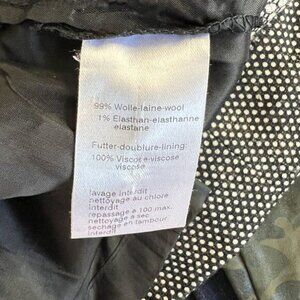 99% Wolle-laine-wool
1% Elasthan-elasthanne
elastane
Futter-doublure-lining:
100% Viscose-viscose
viscose
lavage interdit
nettoyage au chlore
interdit
repassage à 100 max.
nettoyage a sec
sechage en tambour
interdit